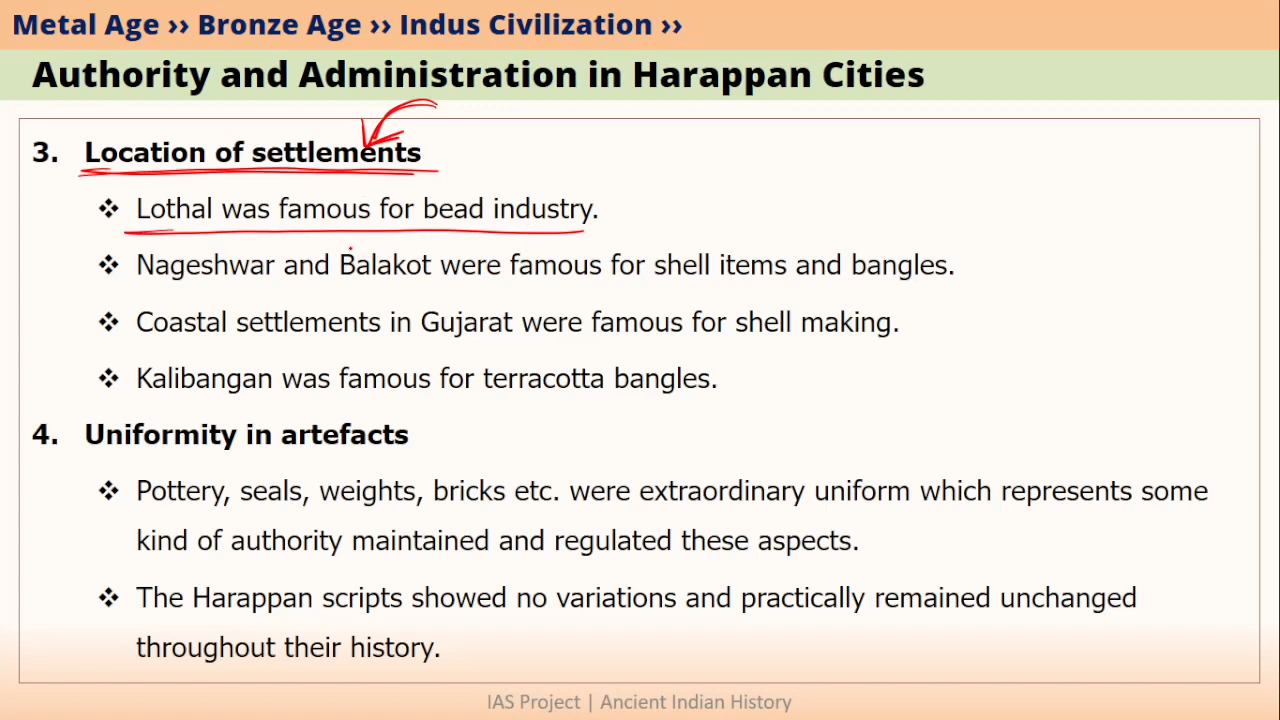 Metal Age ›› Bronze Age ›› Indus Civilization ››
Authority and Administration in Harappan Cities
3. Location of settlements
❖ Lothal was famous for bead industry.
❖ Nageshwar and Balakot were famous for shell items and bangles.
❖ Coastal settlements in Gujarat were famous for shell making.
❖ Kalibangan was famous for terracotta bangles.
4. Uniformity in artefacts
❖ Pottery, seals, weights, bricks etc. were extraordinary uniform which represents some
kind of authority maintained and regulated these aspects.
❖ The Harappan scripts showed no variations and practically remained unchanged
throughout their history.
IAS Project | Ancient Indian History